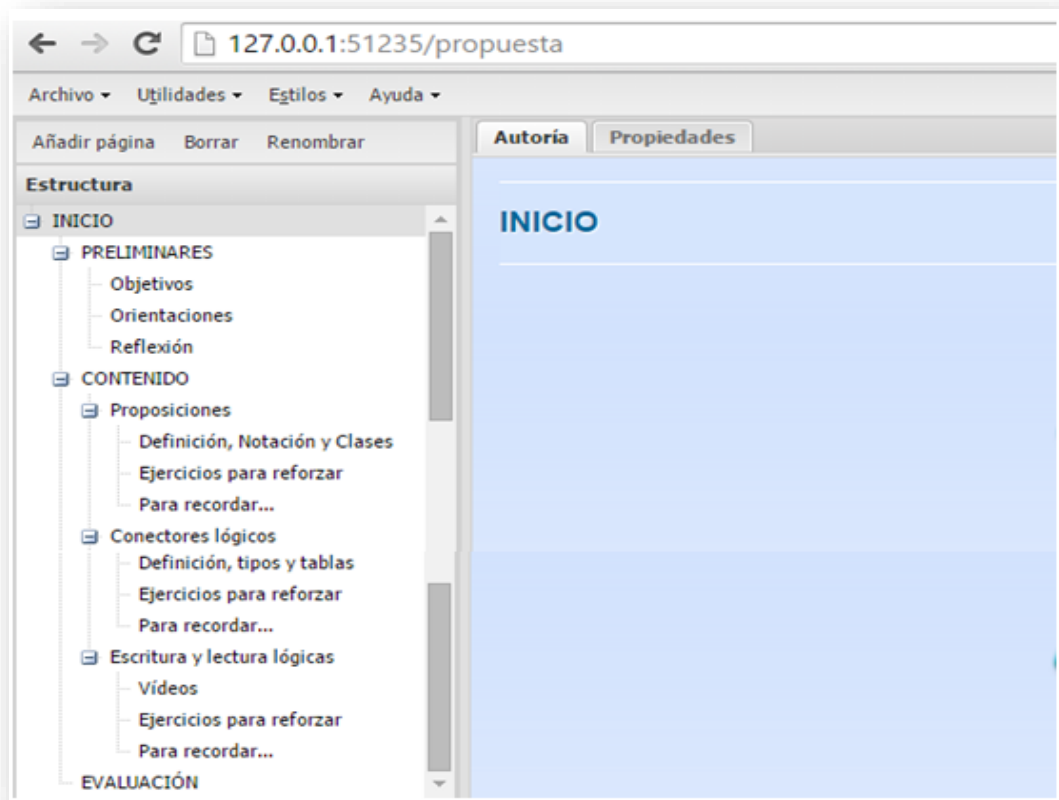 127.0.0.1:51235/propuesta
Archivo Utilidades Estilos Ayuda
Añadir página Borrar Renombrar
Estructura
INICIO
PRELIMINARES
Objetivos
Orientaciones
Reflexión
CONTENIDO
Proposiciones
Definición, Notación y Clases
Ejercicios para reforzar
Para recordar...
Conectores lógicos
Definición, tipos y tablas
Ejercicios para reforzar
Para recordar...
Escritura y lectura lógicas
Vídeos
Ejercicios para reforzar
Para recordar...
EVALUACIÓN
Autoría Propiedades
INICIO